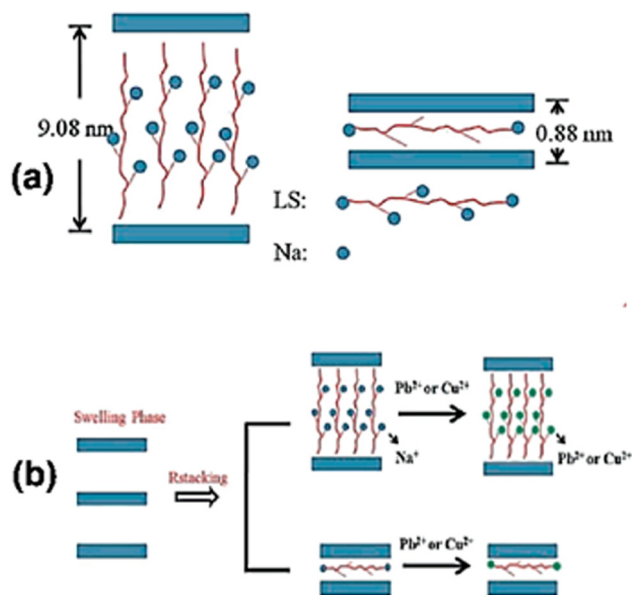 9.08 nm
0.88 nm
(a)
LS:
Na:
Swelling Phase
Rstacking
(b)
Pb²⁺ or Cu²⁺
Na⁺
Pb²⁺ or Cu²⁺
Pb²⁺ or Cu²⁺